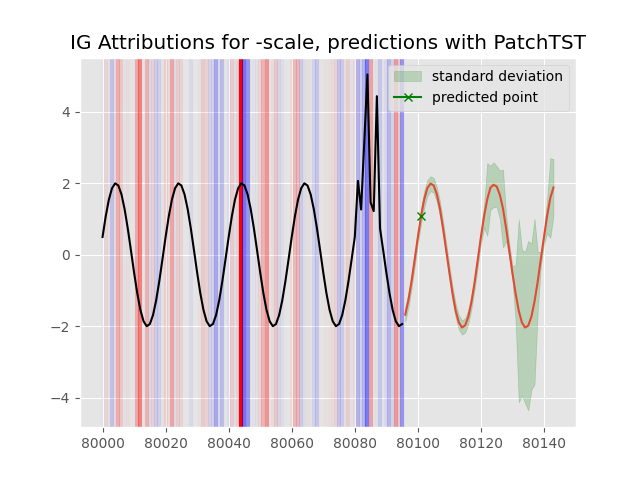 IG Attributions for -scale, predictions with PatchTST
standard deviation
predicted point
4
2
0
−2
−4
80000 80020 80040 80060 80080 80100 80120 80140